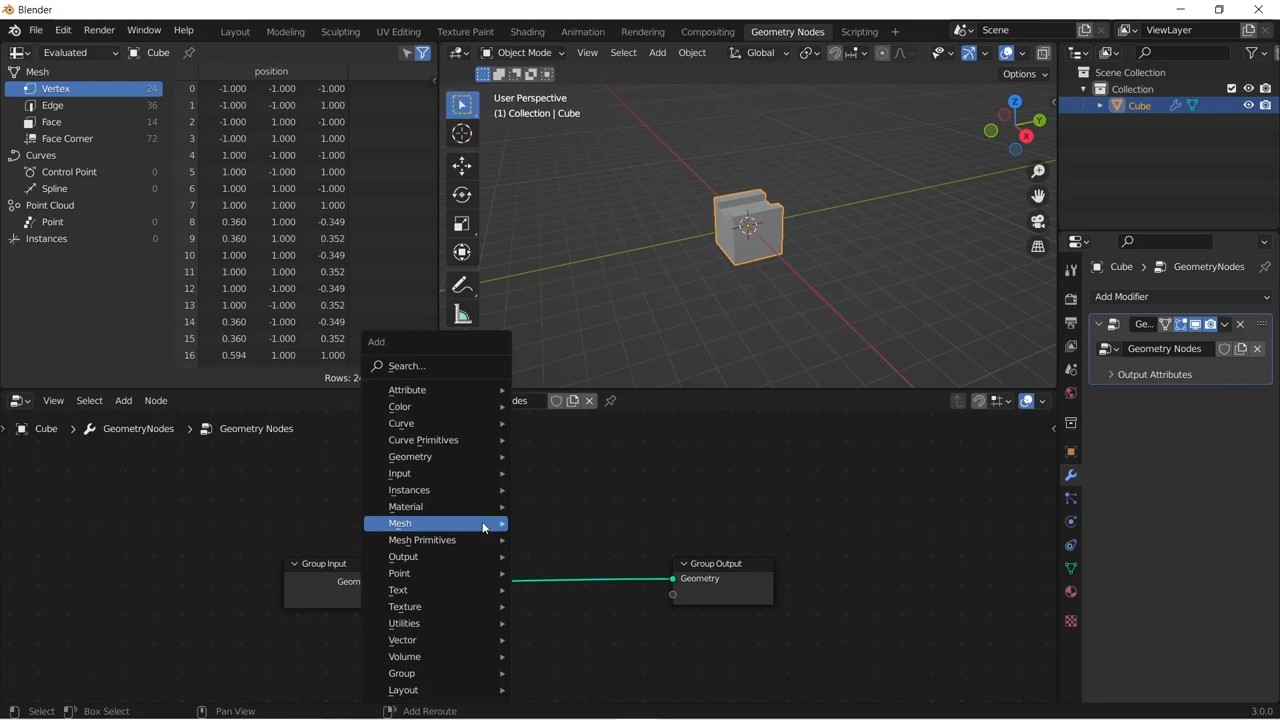 Blender
File Edit Render Window Help Layout Modeling Sculpting UV Editing Texture Paint Shading Animation Rendering Compositing Geometry Nodes Scripting + Scene ViewLayer
Evaluated Cube
Object Mode View Select Add Object Global
Options
Mesh
Vertex 24
Edge 36
Face 14
Face Corner 72
Curves
Control Point 0
Spline 0
Point Cloud
Point 0
Instances 0
position
0 -1.000 -1.000 -1.000
1 -1.000 -1.000 1.000
2 -1.000 1.000 -1.000
3 -1.000 1.000 1.000
4 1.000 -1.000 -1.000
5 1.000 -1.000 1.000
6 1.000 1.000 -1.000
7 1.000 1.000 1.000
8 0.360 1.000 -0.349
9 0.360 1.000 0.352
10 1.000 1.000 -0.349
11 1.000 1.000 0.352
12 1.000 -1.000 -0.349
13 1.000 -1.000 0.352
14 0.360 -1.000 -0.349
15 0.360 -1.000 0.352
16 0.594 1.000 1.000
Rows: 24
User Perspective
(1) Collection | Cube
Z
Y
X
Scene Collection
Collection
Cube
Cube GeometryNodes
Add Modifier
Ge...
Geometry Nodes
Output Attributes
View Select Add Node
des
Cube GeometryNodes Geometry Nodes
Add
Search...
Attribute
Color
Curve
Curve Primitives
Geometry
Input
Instances
Material
Mesh
Mesh Primitives
Output
Point
Text
Texture
Utilities
Vector
Volume
Group
Layout
Group Input
Geom
Group Output
Geometry
Select Box Select Pan View Add Reroute 3.0.0